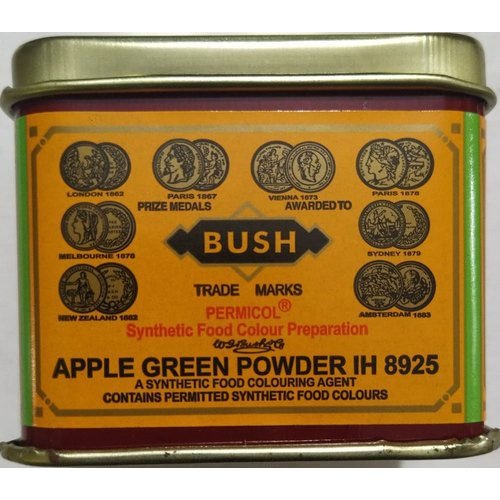 LONDON 1862 PARIS 1867 VIENNA 1873 PARIS 1878
PRIZE MEDALS AWARDED TO
BUSH
MELBOURNE 1878 SYDNEY 1879
TRADE MARKS
NEW ZEALAND 1882 AMSTERDAM 1883
PERMICOL®
Synthetic Food Colour Preparation
W.J. Bush & Co
APPLE GREEN POWDER IH 8925
A SYNTHETIC FOOD COLOURING AGENT
CONTAINS PERMITTED SYNTHETIC FOOD COLOURS